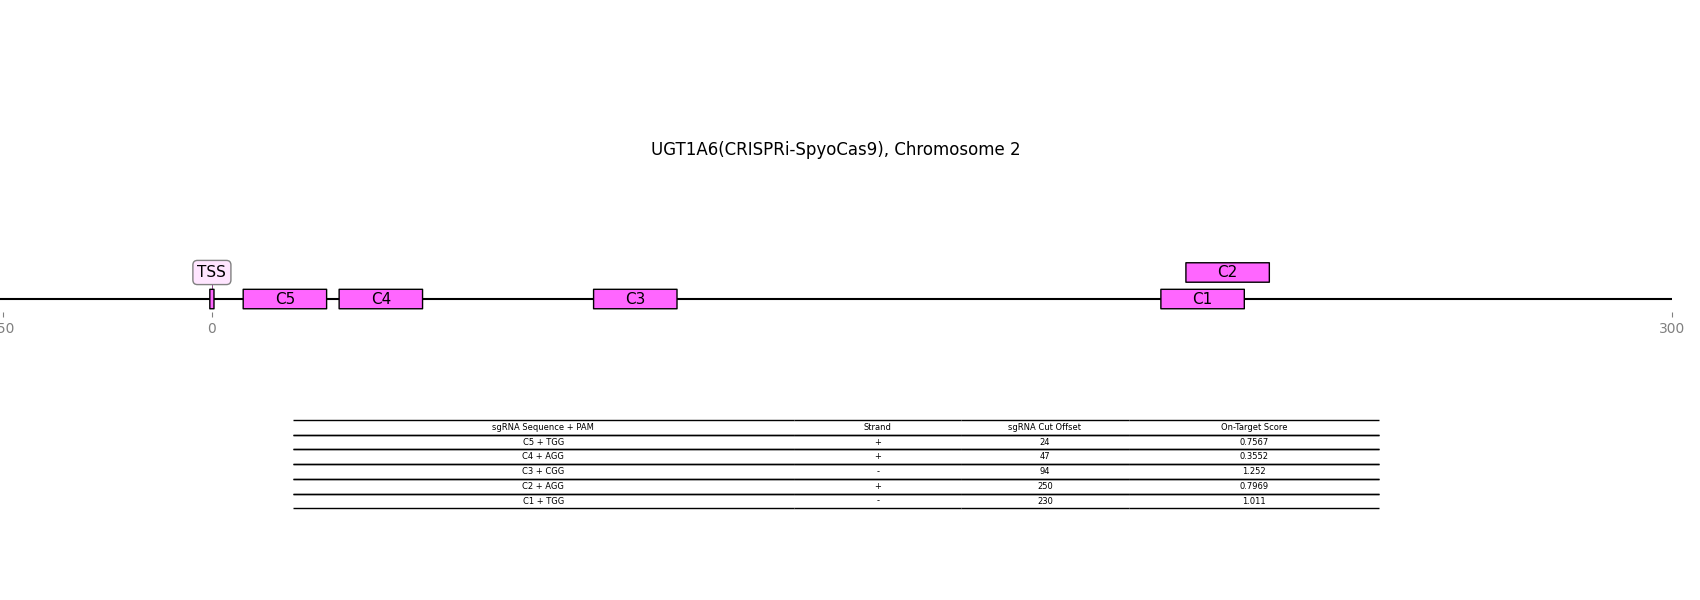 UGT1A6(CRISPRi-SpyoCas9), Chromosome 2
TSS
C2
C5 C4 C3 C1
50 0 300
sgRNA Sequence + PAM Strand sgRNA Cut Offset On-Target Score
C5 + TGG + 24 0.7567
C4 + AGG + 47 0.3552
C3 + CGG - 94 1.252
C2 + AGG + 250 0.7969
C1 + TGG - 230 1.011